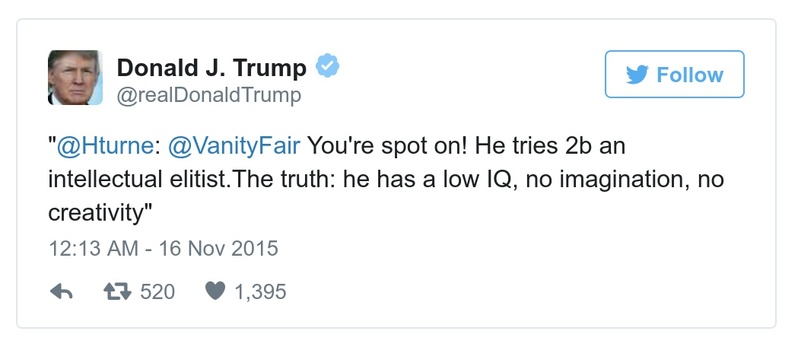 Donald J. Trump
@realDonaldTrump
Follow
"@Hturne: @VanityFair You're spot on! He tries 2b an
intellectual elitist.The truth: he has a low IQ, no imagination, no
creativity"
12:13 AM - 16 Nov 2015
520 1,395